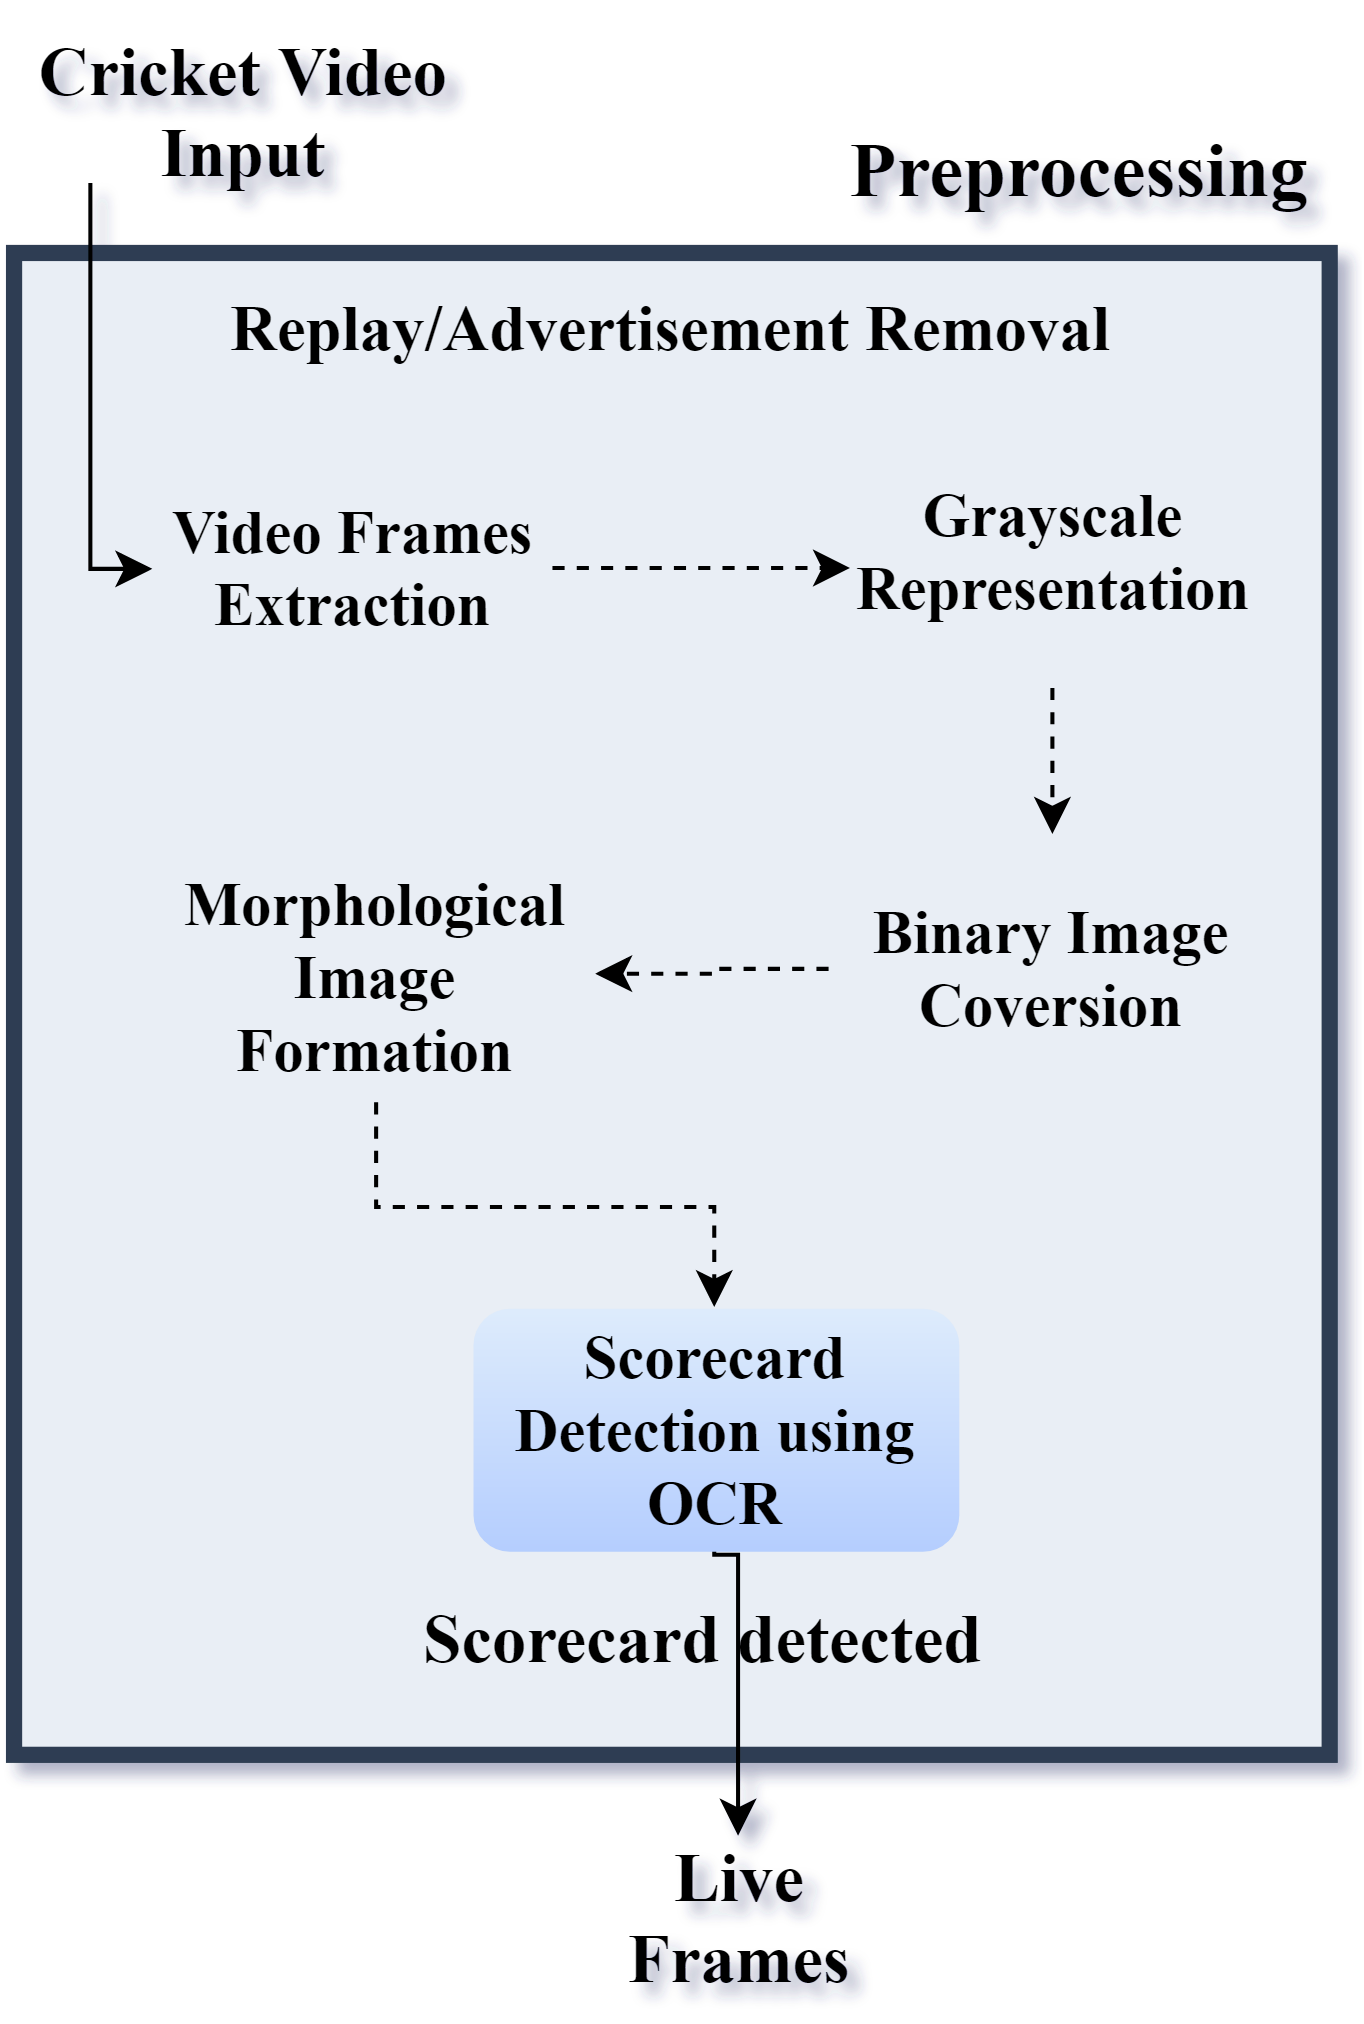 Cricket Video
Input
Preprocessing
Replay/Advertisement Removal
Video Frames
Extraction
Grayscale
Representation
Binary Image
Coversion
Morphological
Image
Formation
Scorecard
Detection using
OCR
Scorecard detected
Live
Frames